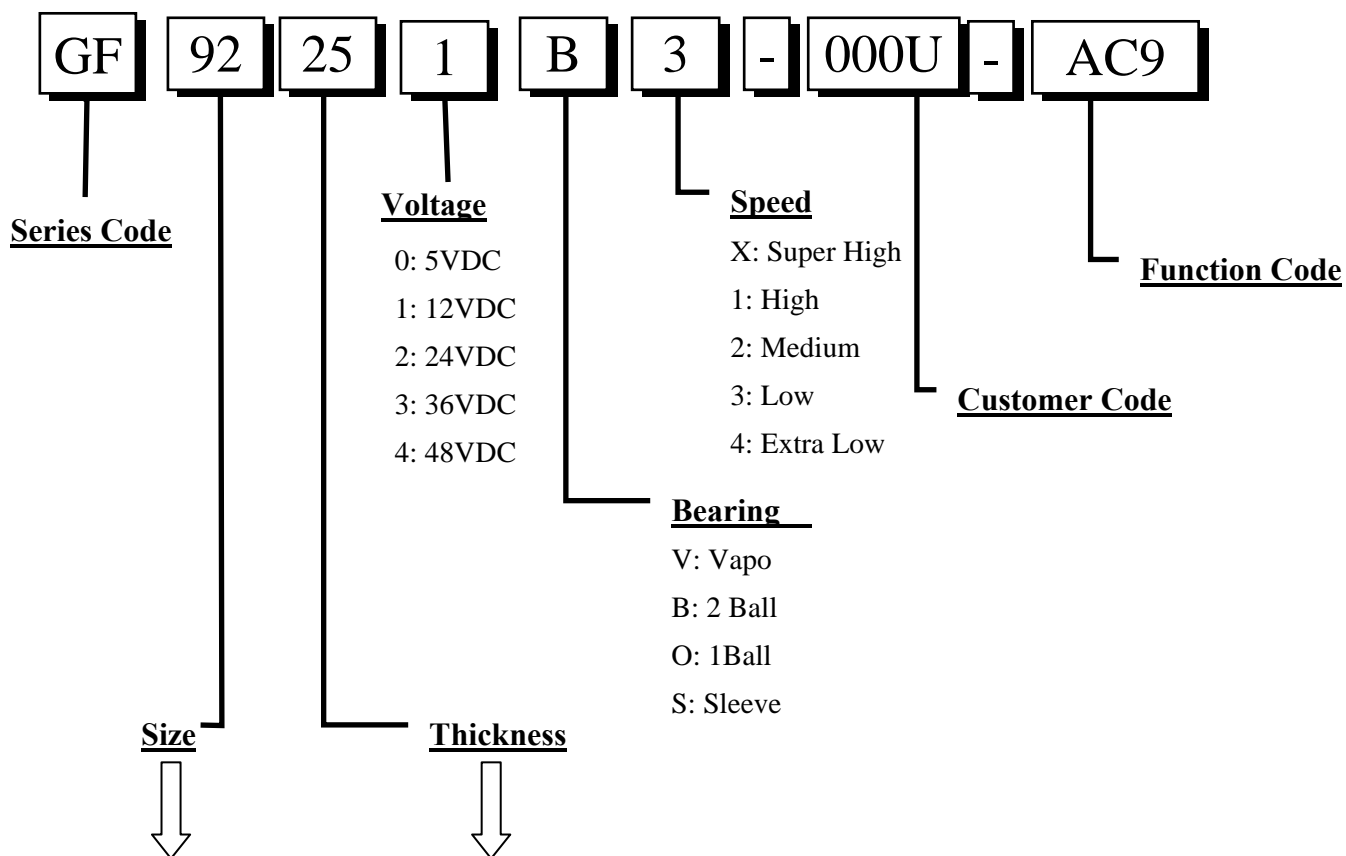 GF 92 25 1 B 3 - 000U - AC9
Series Code
Voltage
0: 5VDC
1: 12VDC
2: 24VDC
3: 36VDC
4: 48VDC
Speed
X: Super High
1: High
2: Medium
3: Low
4: Extra Low
Function Code
Customer Code
Bearing
V: Vapo
B: 2 Ball
O: 1Ball
S: Sleeve
Size
Thickness